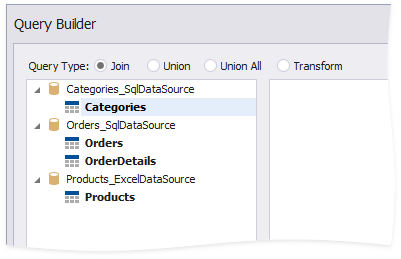 Query Builder
Query Type: Join Union Union All Transform
Categories_SqlDataSource
Categories
Orders_SqlDataSource
Orders
OrderDetails
Products_ExcelDataSource
Products